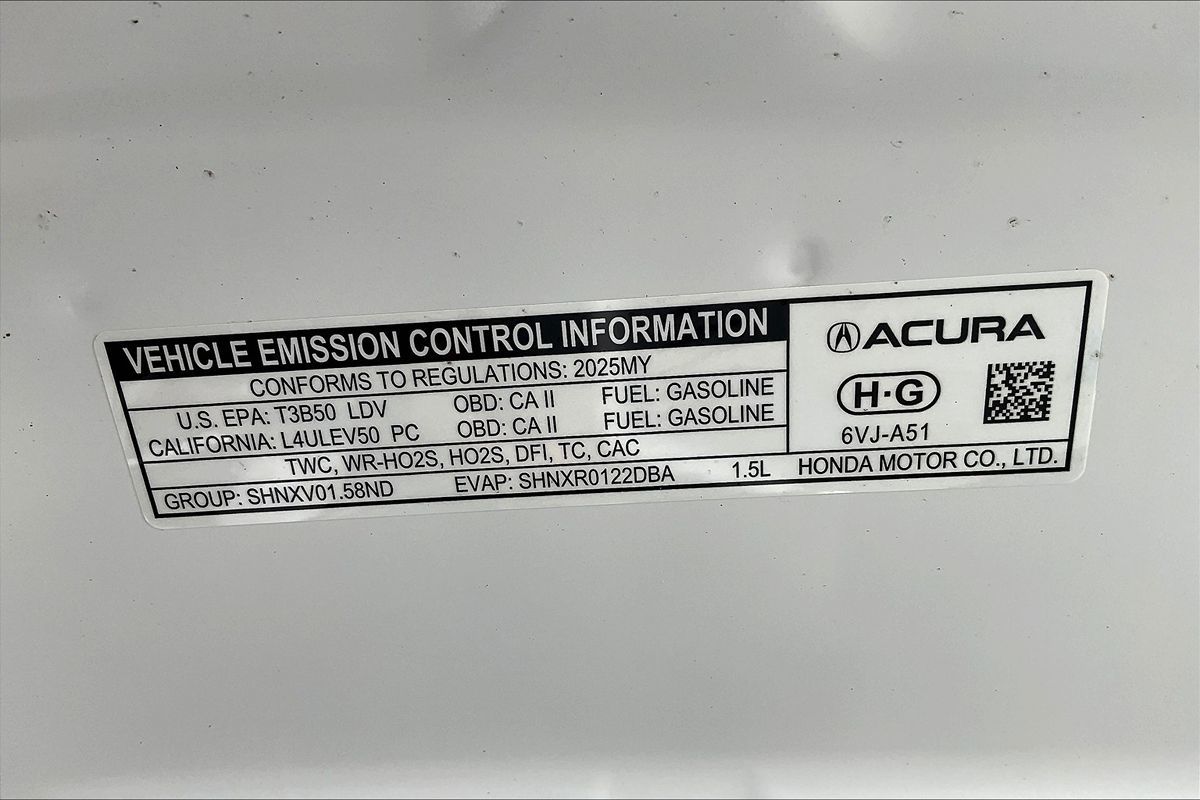 VEHICLE EMISSION CONTROL INFORMATION
CONFORMS TO REGULATIONS: 2025MY
U.S. EPA: T3B50 LDV OBD: CA II FUEL: GASOLINE
CALIFORNIA: L4ULEV50 PC OBD: CA II FUEL: GASOLINE
TWC, WR-HO2S, HO2S, DFI, TC, CAC
GROUP: SHNXV01.58ND EVAP: SHNXR0122DBA 1.5L
ACURA
H·G
6VJ-A51
HONDA MOTOR CO., LTD.